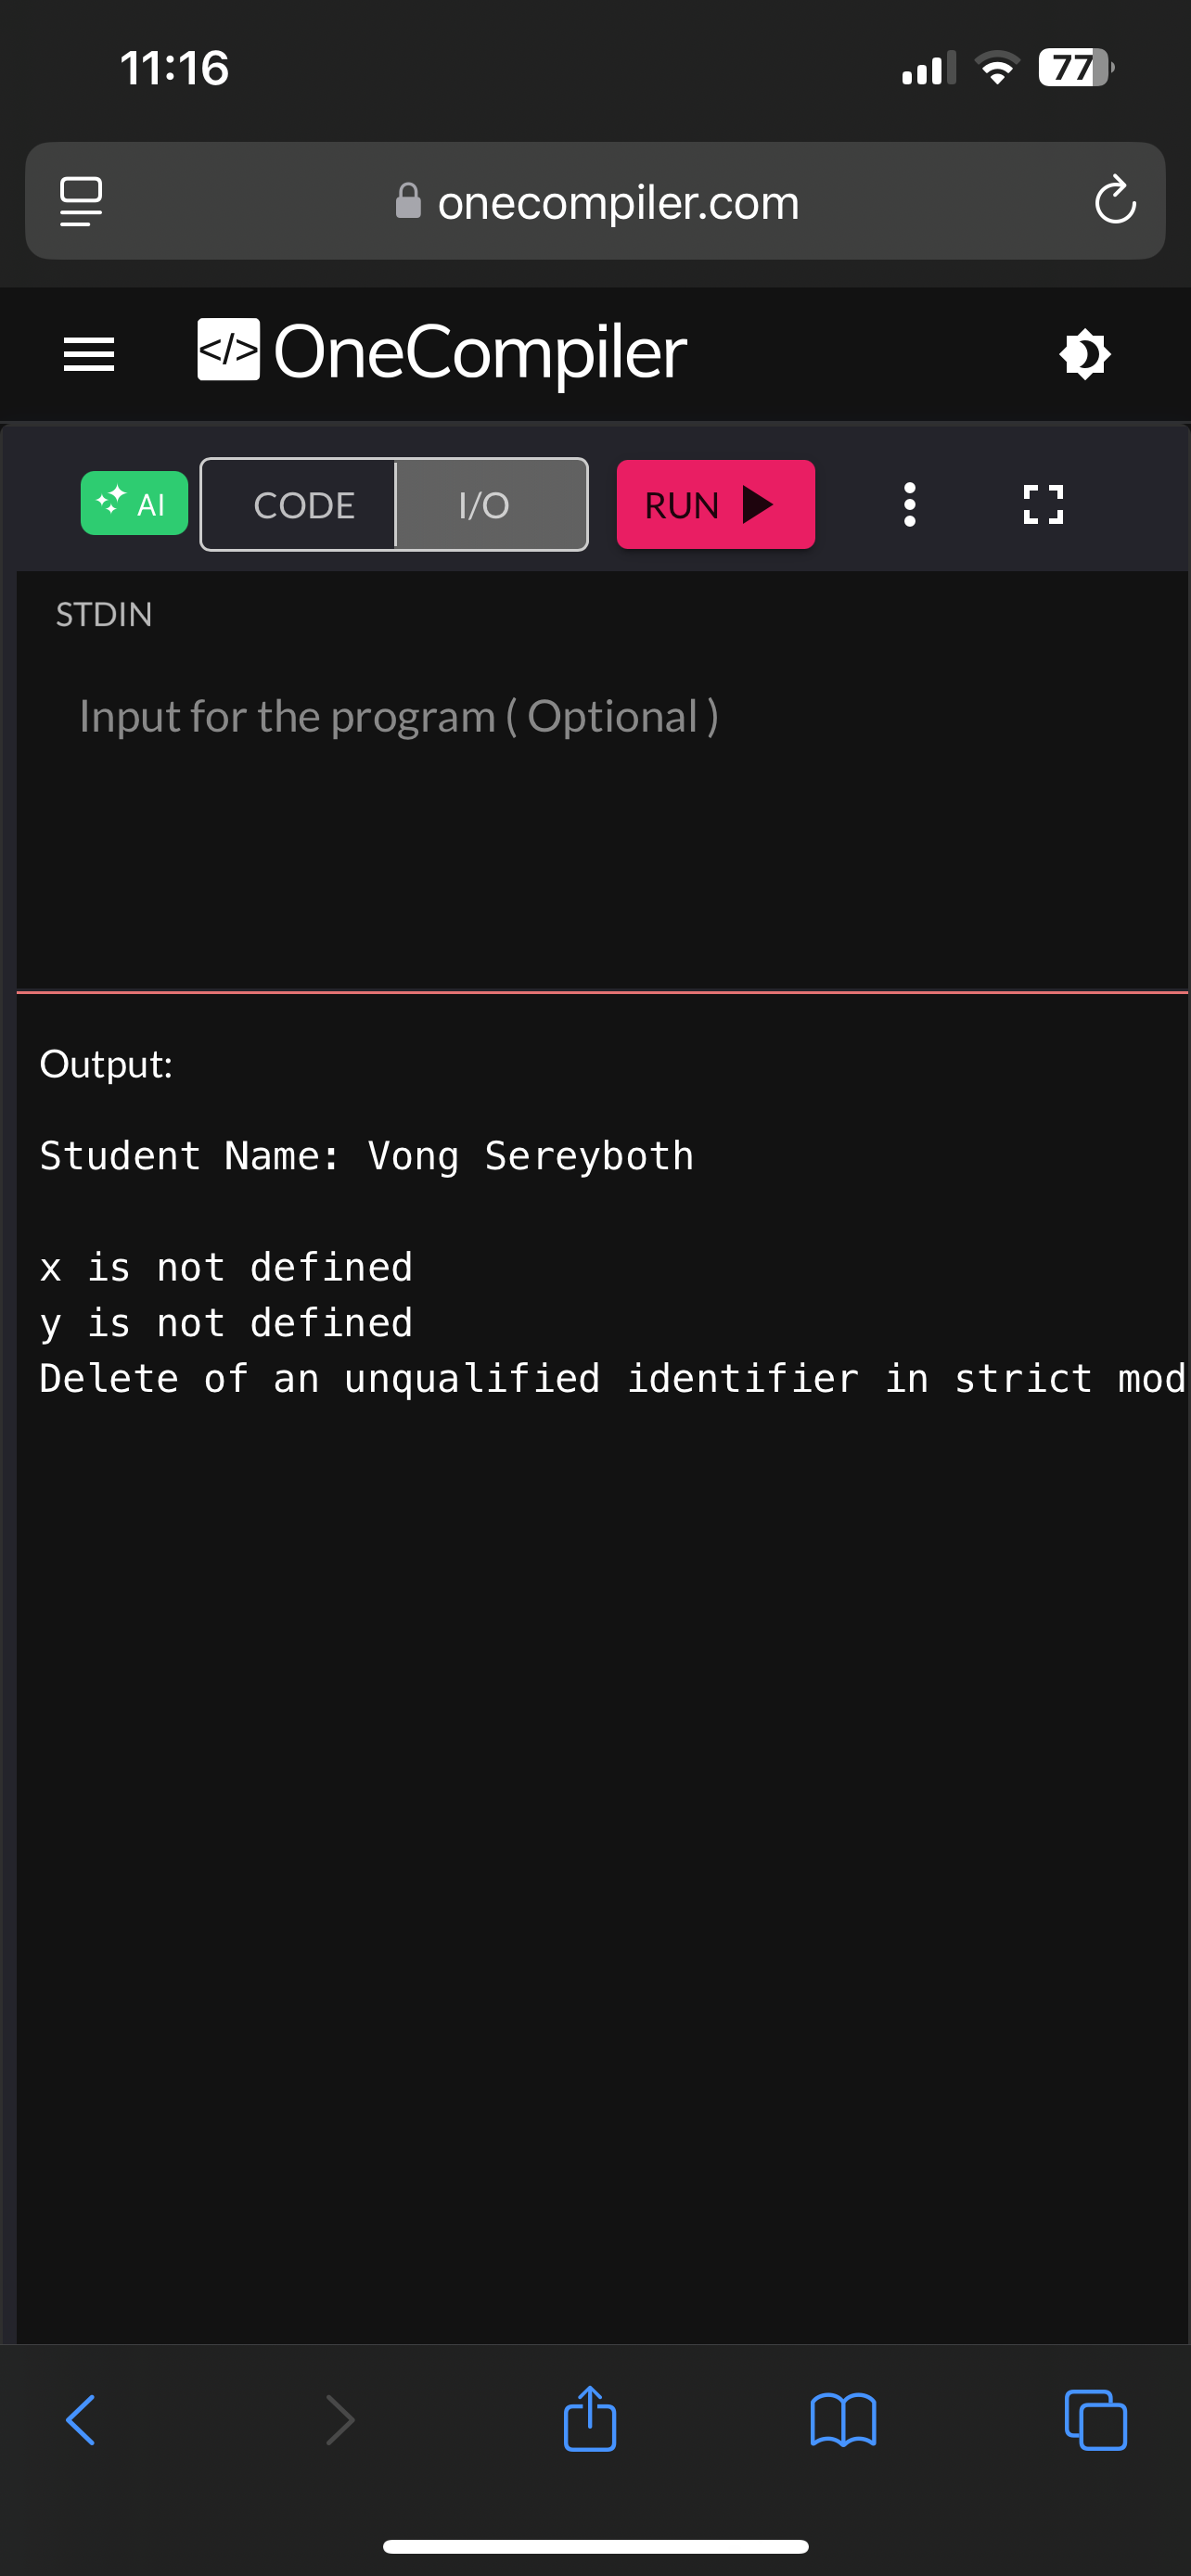 11:16
77
onecompiler.com
</> OneCompiler
AI CODE I/O RUN
STDIN
Input for the program ( Optional )
Output:
Student Name: Vong Sereyboth
x is not defined
y is not defined
Delete of an unqualified identifier in strict mod